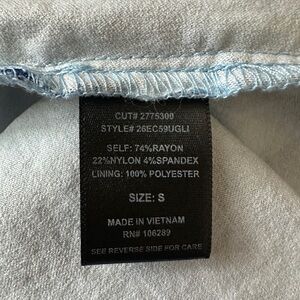 CUT# 2775300
STYLE# 26EC59UGLI
SELF: 74%RAYON
22%NYLON 4%SPANDEX
LINING: 100% POLYESTER
SIZE: S
MADE IN VIETNAM
RN# 106289
SEE REVERSE SIDE FOR CARE